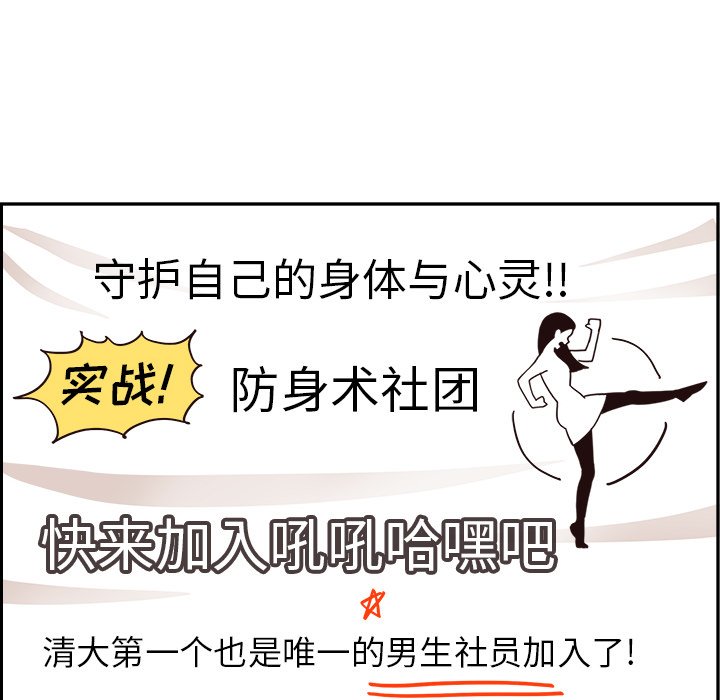 守护自己的身体与心灵!!
实战!
防身术社团
快来加入吼吼哈嘿吧
清大第一个也是唯一的男生社员加入了!